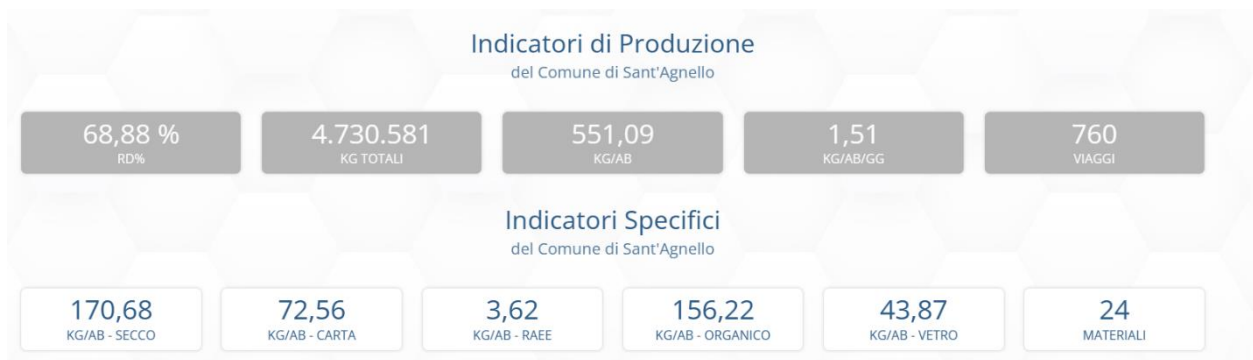 Indicatori di Produzione
del Comune di Sant'Agnello
68,88 %
RD%
4.730.581
KG TOTALI
551,09
KG/AB
1,51
KG/AB/GG
760
VIAGGI
Indicatori Specifici
del Comune di Sant'Agnello
170,68
KG/AB - SECCO
72,56
KG/AB - CARTA
3,62
KG/AB - RAEE
156,22
KG/AB - ORGANICO
43,87
KG/AB - VETRO
24
MATERIALI